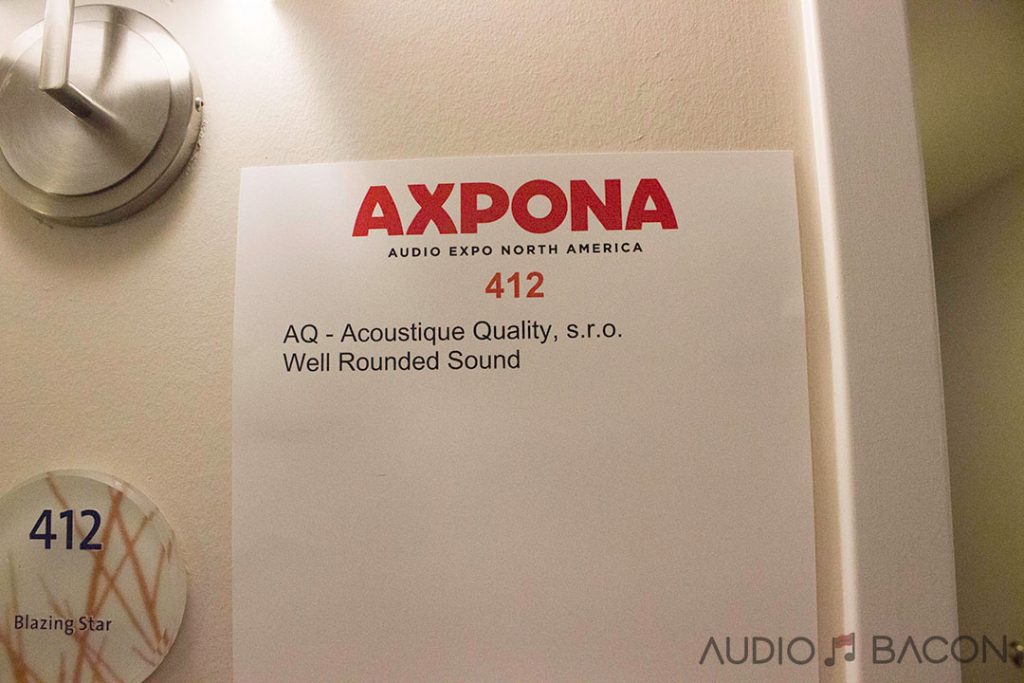 AXPONA
AUDIO EXPO NORTH AMERICA
412
AQ - Acoustique Quality, s.r.o.
Well Rounded Sound
412
Blazing Star
AUDIO BACON